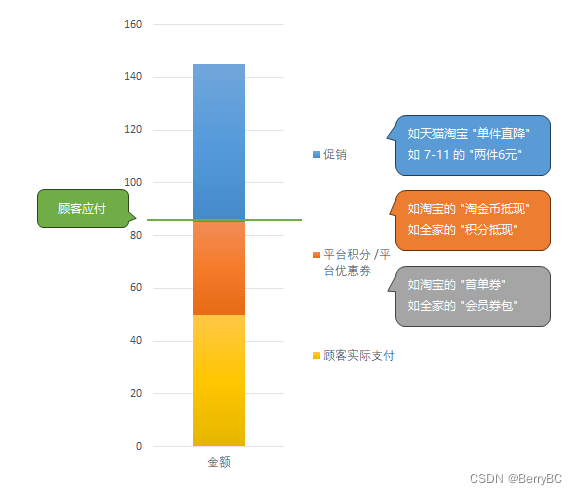 160
140
120
100
80
60
40
20
0
金额
顾客应付
促销
平台积分 /平
台优惠券
顾客实际支付
如天猫淘宝 "单件直降"
如 7-11 的 "两件6元"
如淘宝的 "淘金币抵现"
如全家的 "积分抵现"
如淘宝的 "首单券"
如全家的 "会员券包"
CSDN @BerryBC